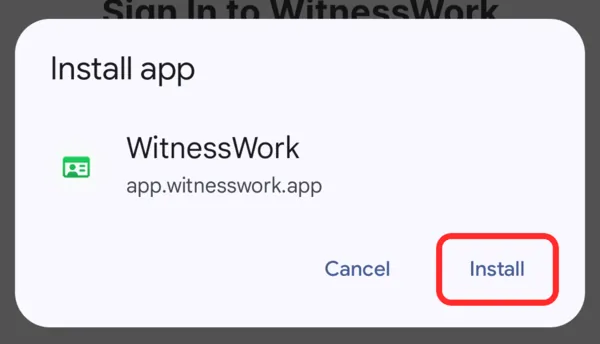 Sign In to WitnessWork
Install app
WitnessWork
app.witnesswork.app
Cancel
Install